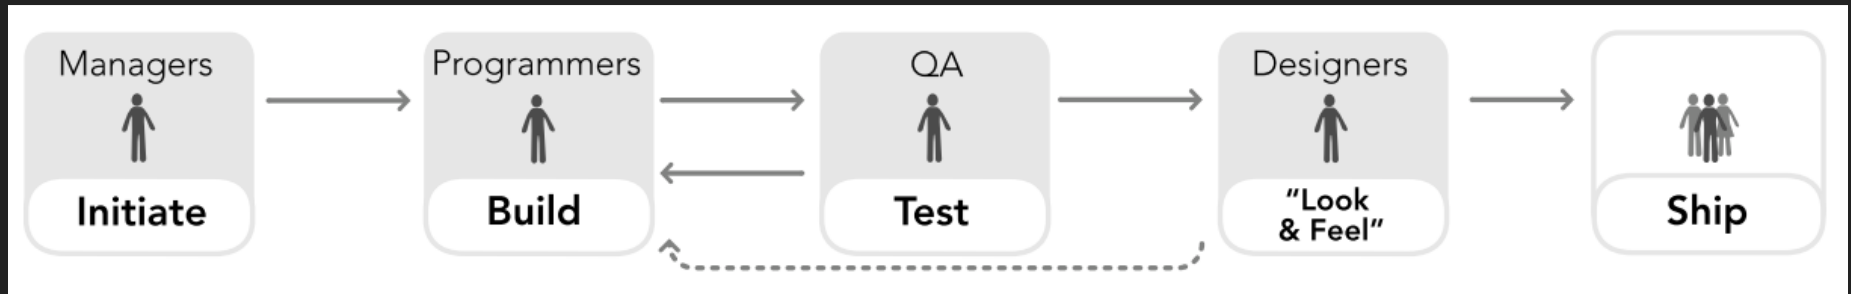 Managers
Initiate
Programmers
Build
QA
Test
Designers
“Look
& Feel”
Ship